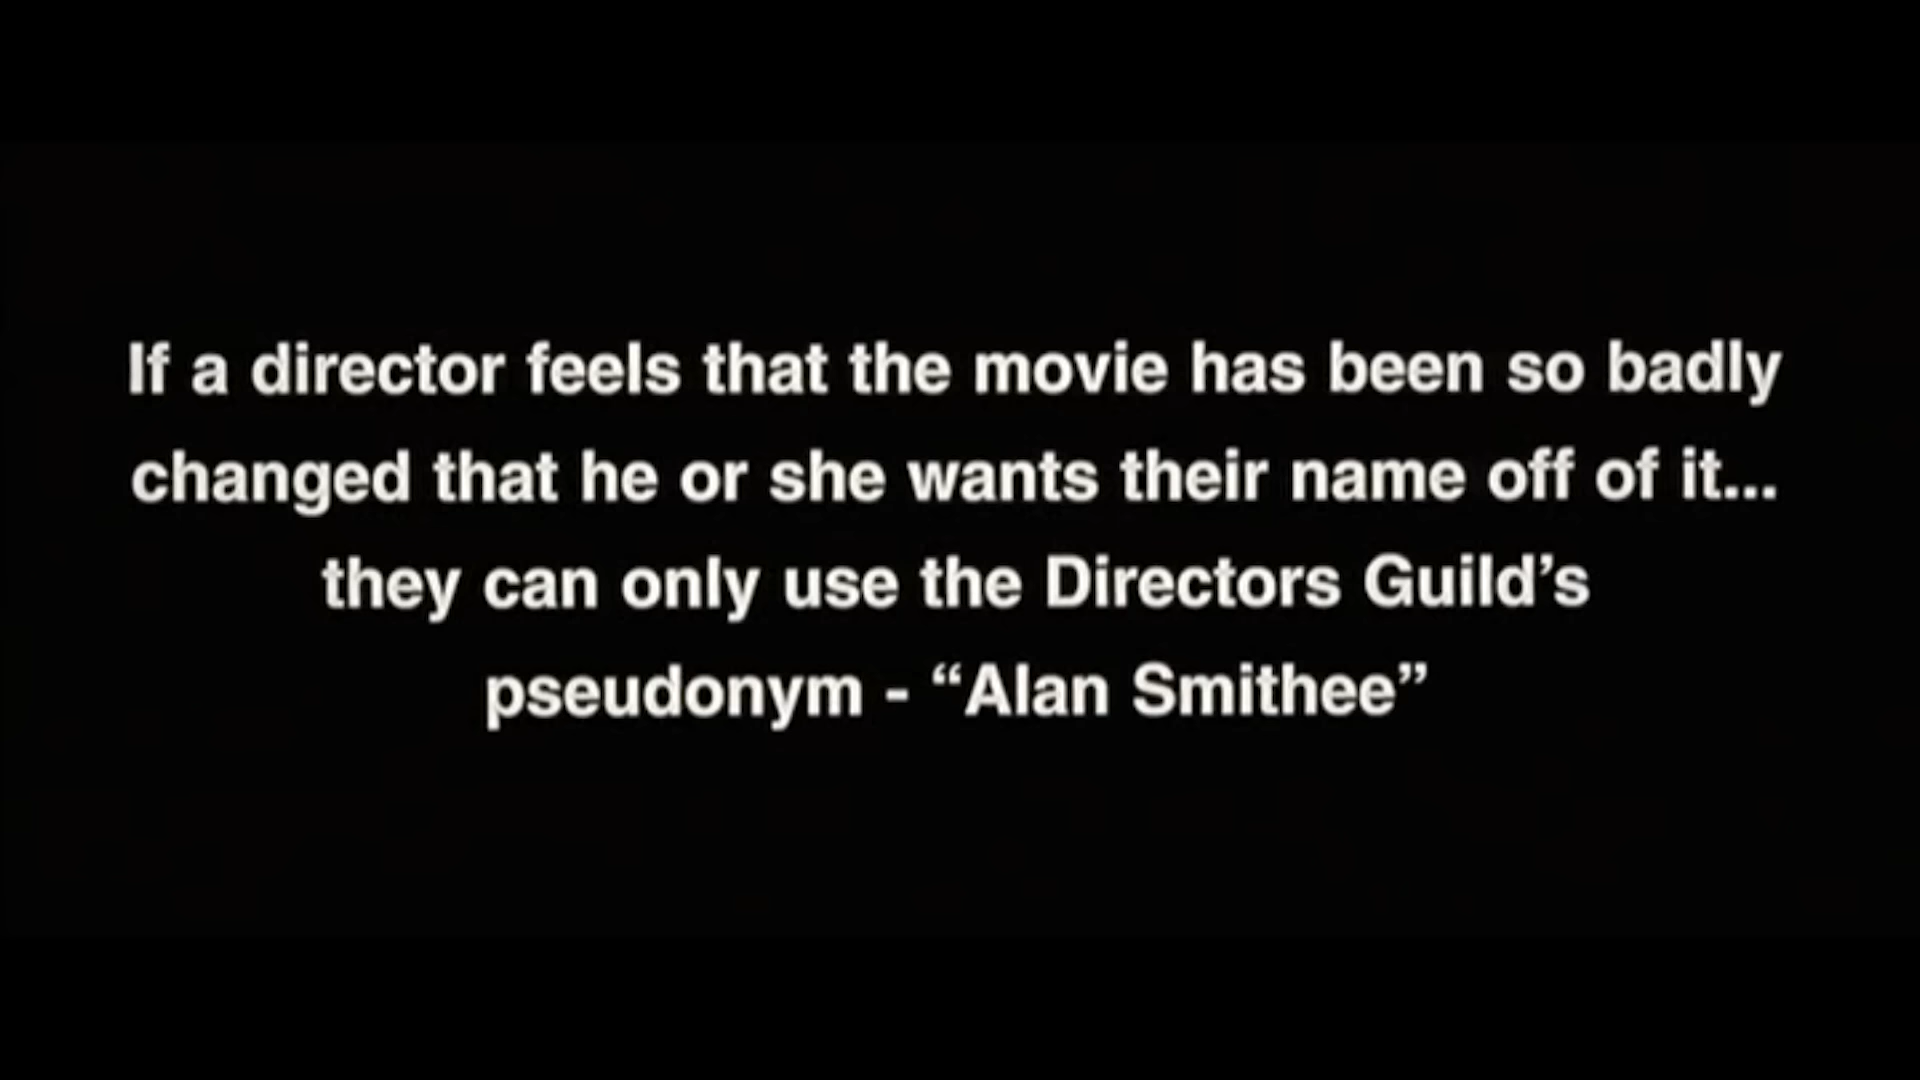 If a director feels that the movie has been so badly
changed that he or she wants their name off of it...
they can only use the Directors Guild’s
pseudonym - “Alan Smithee”